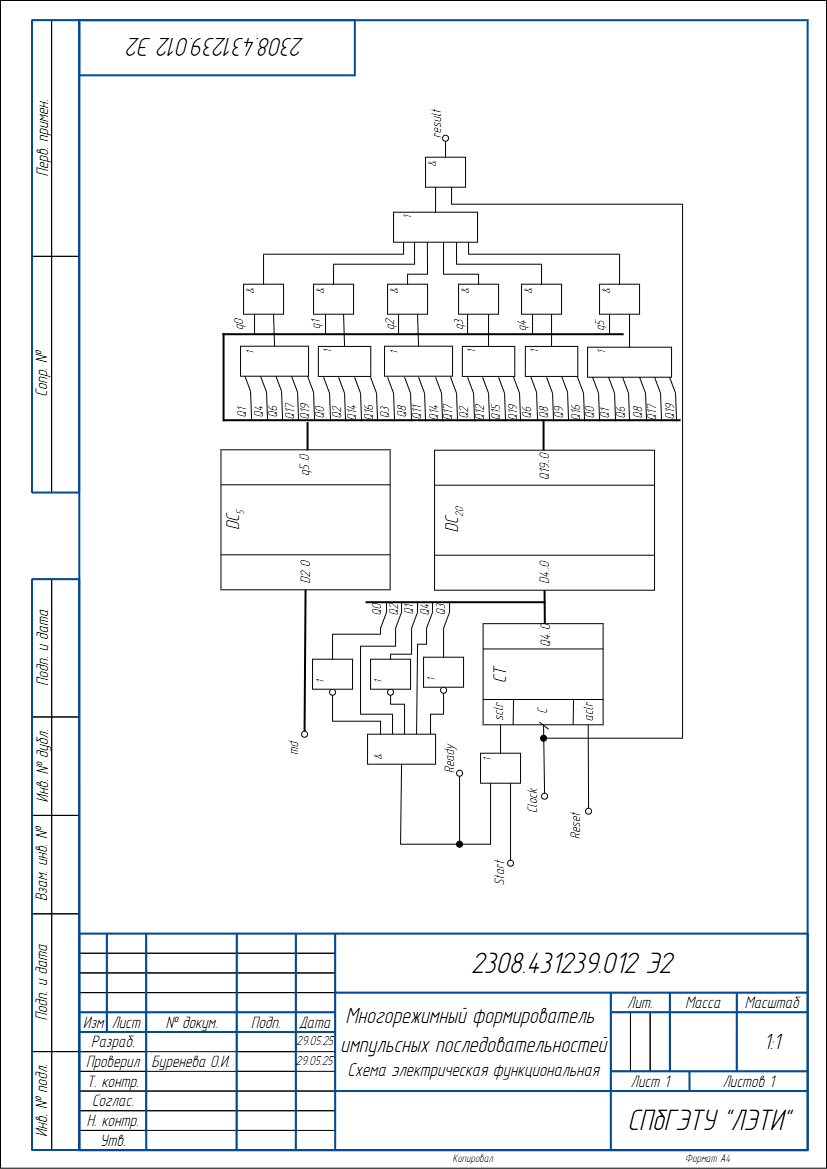 2308.431239.012 Э2
Перв. примен.
Справ. №
Подп. и дата
Инв. № дубл.
Взам. инв. №
Подп. и дата
Инв. № подл.
result
&
1
& & & & & &
q0 q1 q2 q3 q4 q5
1 1 1 1 1 1
Q1 Q4 Q6 Q17 Q19 Q0 Q2 Q14 Q16 Q3 Q8 Q11 Q14 Q17 Q2 Q12 Q15 Q19 Q6 Q8 Q9 Q16 Q0 Q1 Q6 Q8 Q17 Q19
q5..0
DC5
D2..0
Q19..0
DC20
D4..0
Q0 Q2 Q1 Q4 Q3
Q4..0
CT
1 1 1
sclr C aclr
md
&
Ready
1
Clock
Reset
Start
2308.431239.012 Э2
Лит. Масса Масштаб
Изм Лист № докум. Подп. Дата
Многорежимный формирователь
импульсных последовательностей
Схема электрическая функциональная
1:1
Разраб. 29.05.25
Проверил Буренева О.И. 29.05.25
Т. контр.
Лист 1 Листов 1
Соглас.
Н. контр.
Утв.
СПбГЭТУ "ЛЭТИ"
Копировал Формат А4